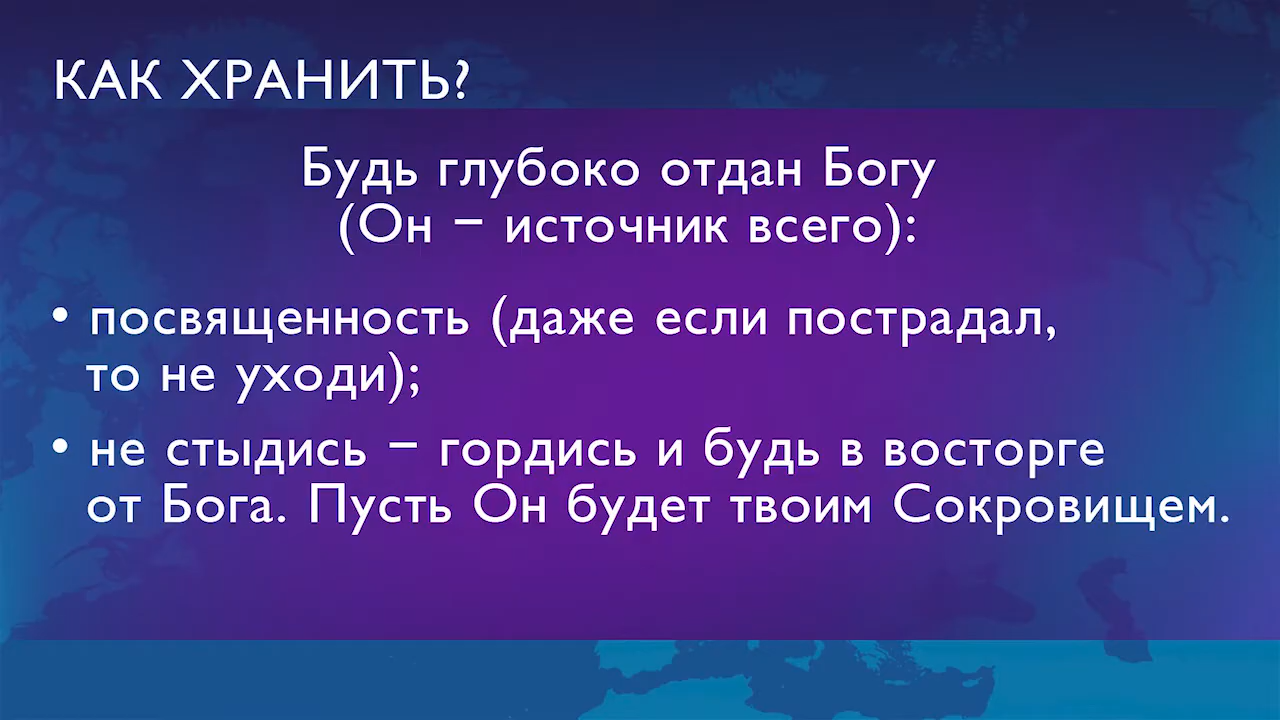 КАК ХРАНИТЬ?
Будь глубоко отдан Богу
(Он – источник всего):
• посвященность (даже если пострадал,
то не уходи);
• не стыдись – гордись и будь в восторге
от Бога. Пусть Он будет твоим Сокровищем.